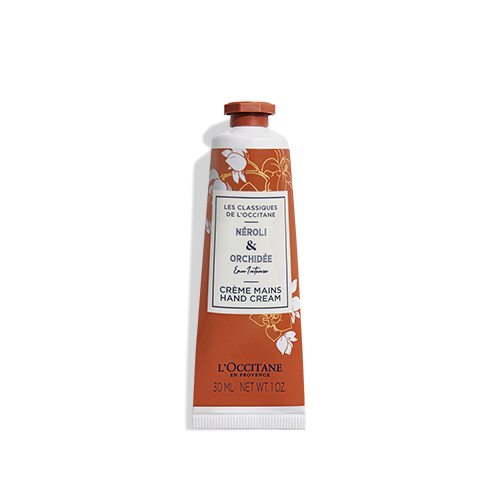 LES CLASSIQUES
DE L'OCCITANE
NÉROLI
&
ORCHIDÉE
Eau Intense
CRÈME MAINS
HAND CREAM
L'OCCITANE
EN PROVENCE
30 ML NET WT. 1 OZ.